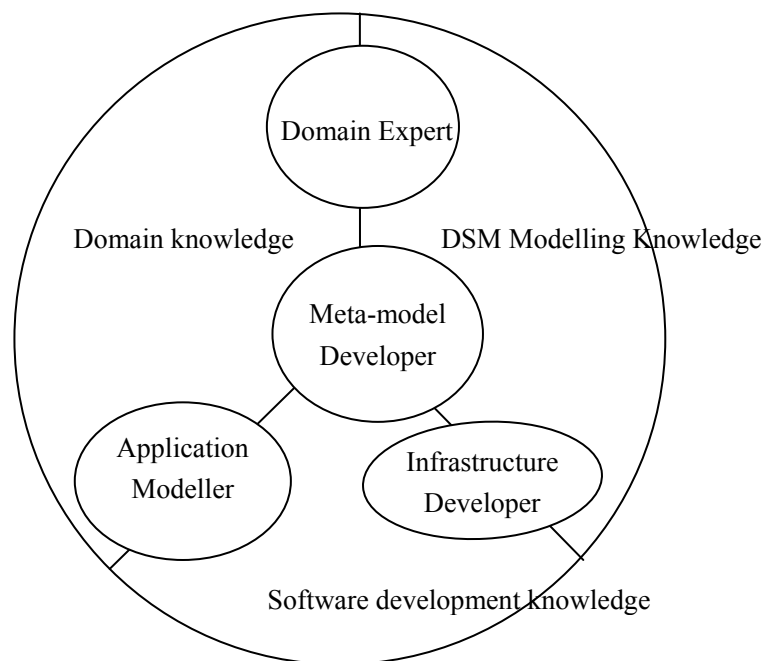 Domain Expert
Domain knowledge
DSM Modelling Knowledge
Meta-model
Developer
Application
Modeller
Infrastructure
Developer
Software development knowledge